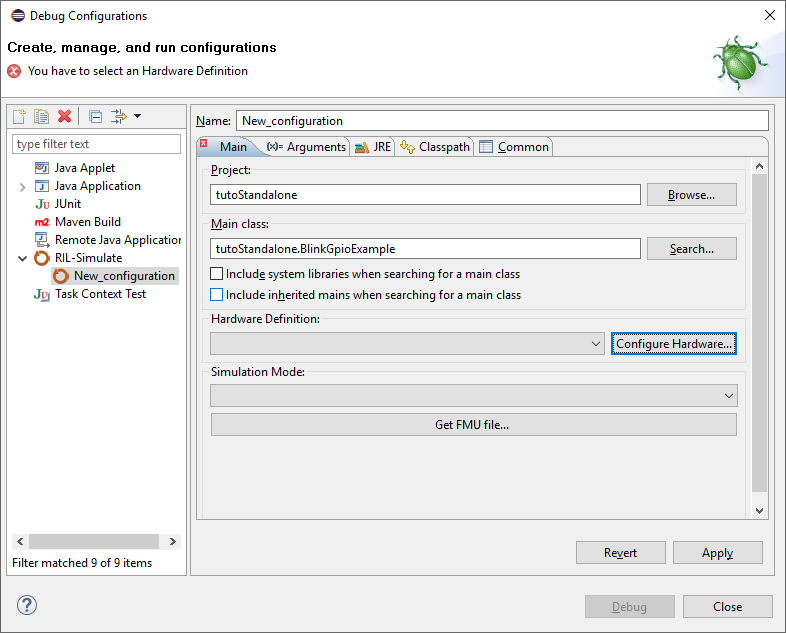 Debug Configurations
Create, manage, and run configurations
You have to select an Hardware Definition
type filter text
Java Applet
Java Application
Ju JUnit
m2 Maven Build
Remote Java Application
RIL-Simulate
New_configuration
Ju Task Context Test
Filter matched 9 of 9 items
Name: New_configuration
Main (x)= Arguments JRE Classpath Common
Project:
tutoStandalone Browse...
Main class:
tutoStandalone.BlinkGpioExample Search...
Include system libraries when searching for a main class
Include inherited mains when searching for a main class
Hardware Definition:
Configure Hardware...
Simulation Mode:
Get FMU file...
Revert Apply
? Debug Close